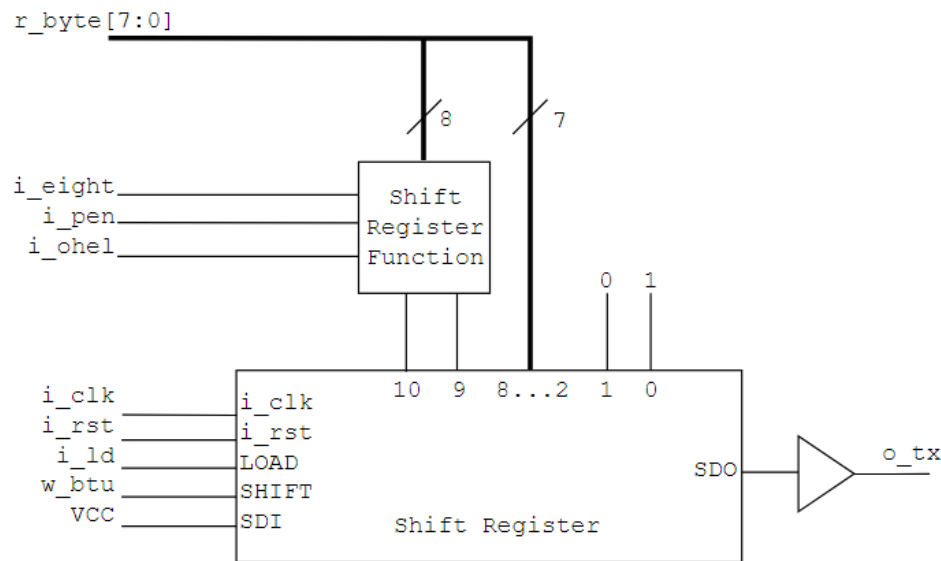 r_byte[7:0]
8
7
i_eight
i_pen
i_ohel
Shift
Register
Function
0 1
10 9 8...2 1 0
i_clk
i_rst
i_ld
w_btu
VCC
i_clk
i_rst
LOAD
SHIFT
SDI
SDO
Shift Register
o_tx